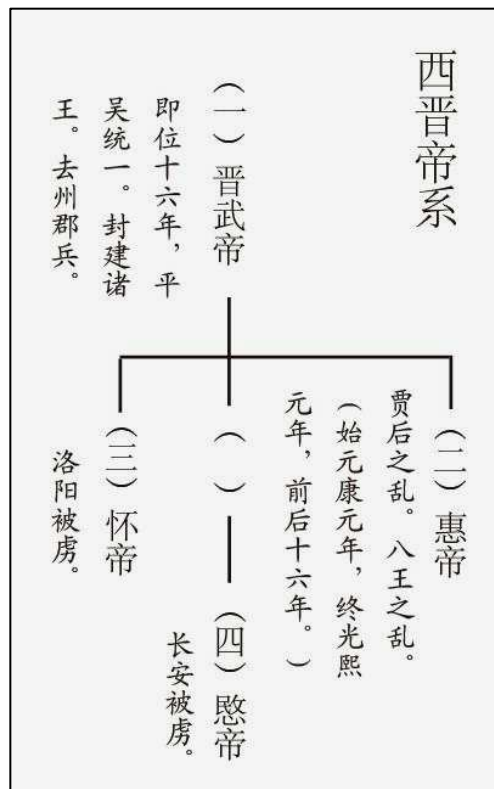 西晋帝系
（一）晋武帝
即位十六年，平
吴统一。封建诸
王。去州郡兵。
（二）惠帝
贾后之乱。八王之乱。
（始元康元年，终光熙
元年，前后十六年。）
（ ）
（四）愍帝
长安被虏。
（三）怀帝
洛阳被虏。